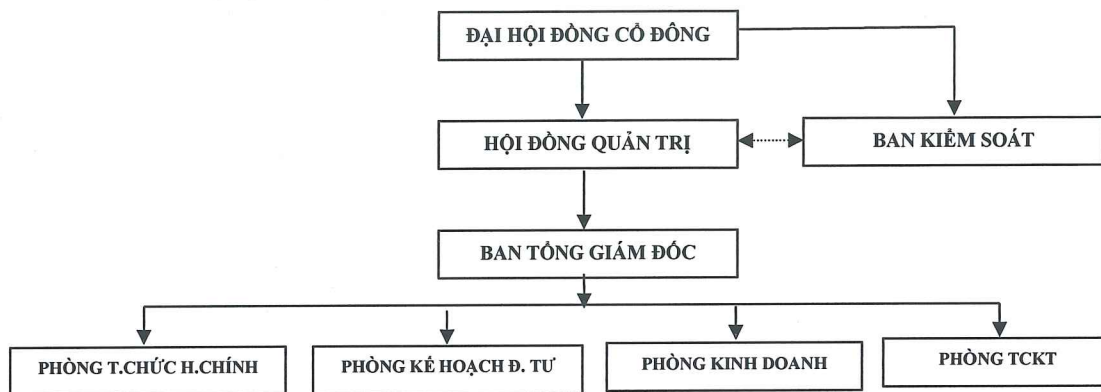 ĐẠI HỘI ĐỒNG CỔ ĐÔNG
HỘI ĐỒNG QUẢN TRỊ
BAN KIỂM SOÁT
BAN TỔNG GIÁM ĐỐC
PHÒNG T.CHỨC H.CHÍNH
PHÒNG KẾ HOẠCH Đ. TƯ
PHÒNG KINH DOANH
PHÒNG TCKT